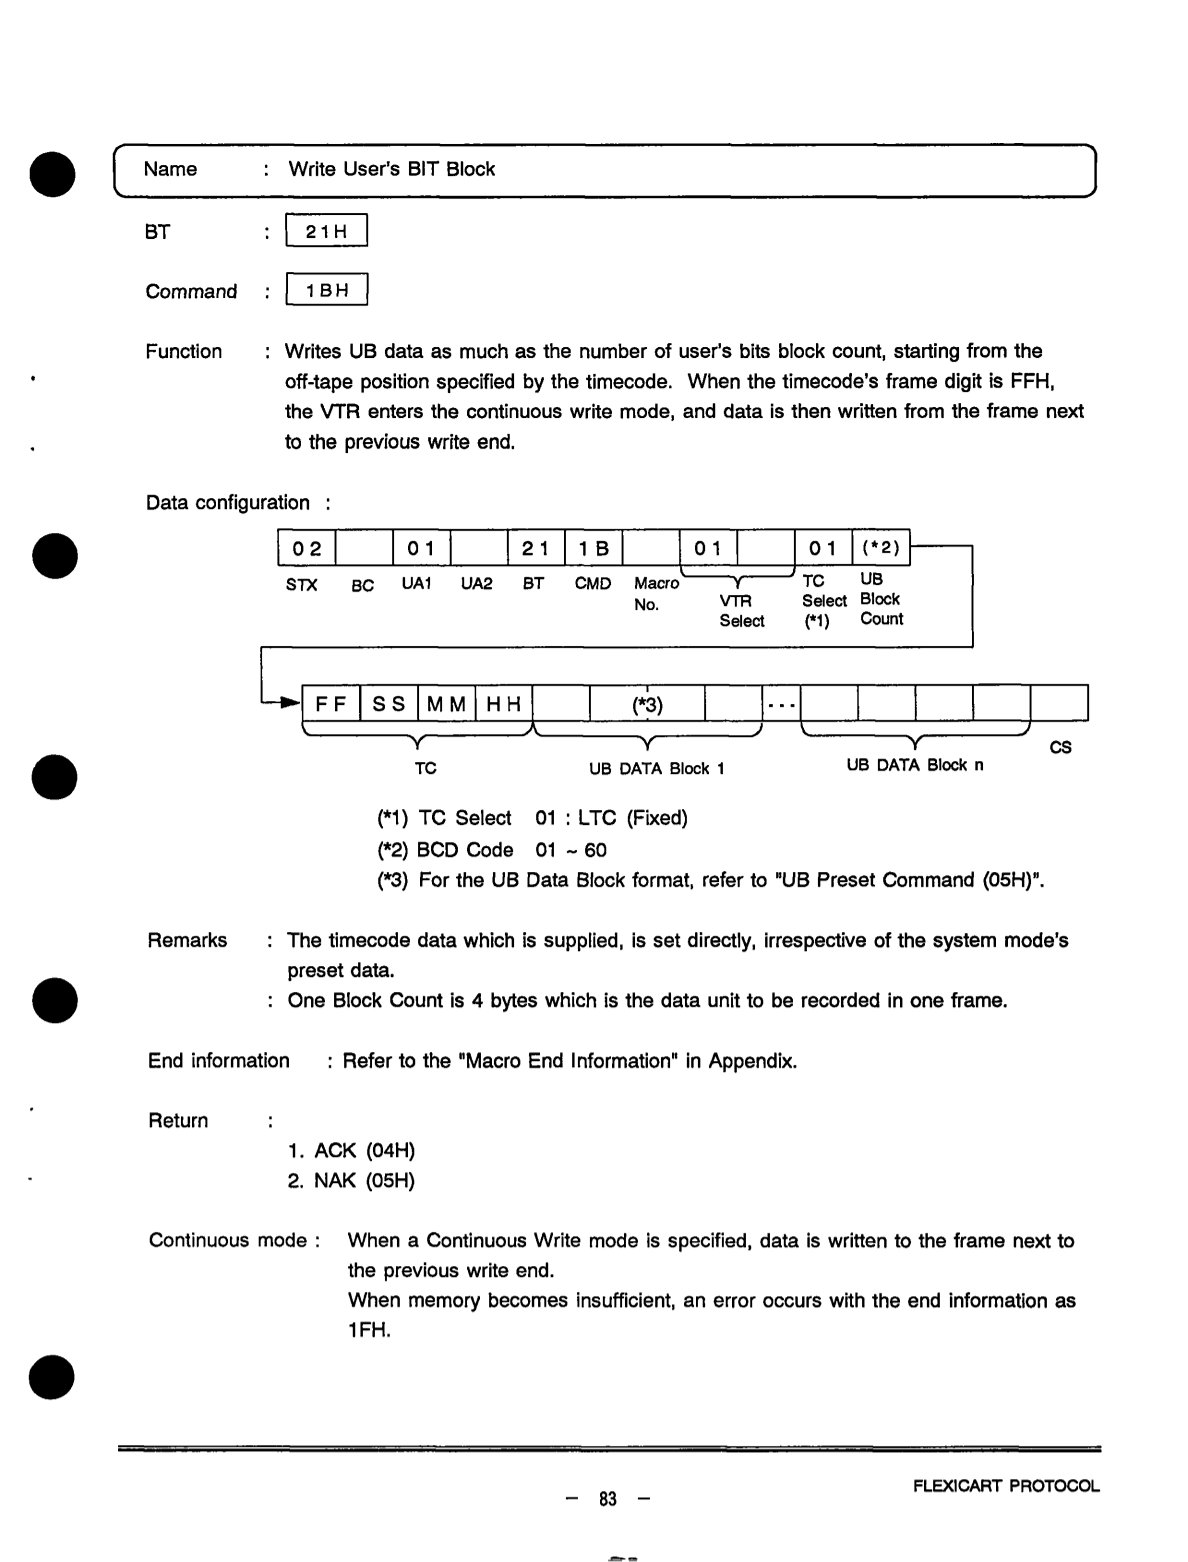 Name : Write User's BIT Block
BT : 21H
Command : 1BH
Function : Writes UB data as much as the number of user's bits block count, starting from the
off-tape position specified by the timecode. When the timecode's frame digit is FFH,
the VTR enters the continuous write mode, and data is then written from the frame next
to the previous write end.
Data configuration :
02 01 21 1B 01 01 (*2)
STX BC UA1 UA2 BT CMD Macro TC UB
No. VTR Select Block
Select (*1) Count
FF SS MM HH (*3) ...
TC UB DATA Block 1 UB DATA Block n CS
(*1) TC Select 01 : LTC (Fixed)
(*2) BCD Code 01 ~ 60
(*3) For the UB Data Block format, refer to "UB Preset Command (05H)".
Remarks : The timecode data which is supplied, is set directly, irrespective of the system mode's
preset data.
: One Block Count is 4 bytes which is the data unit to be recorded in one frame.
End information : Refer to the "Macro End Information" in Appendix.
Return :
1. ACK (04H)
2. NAK (05H)
Continuous mode : When a Continuous Write mode is specified, data is written to the frame next to
the previous write end.
When memory becomes insufficient, an error occurs with the end information as
1FH.
FLEXICART PROTOCOL
– 83 –